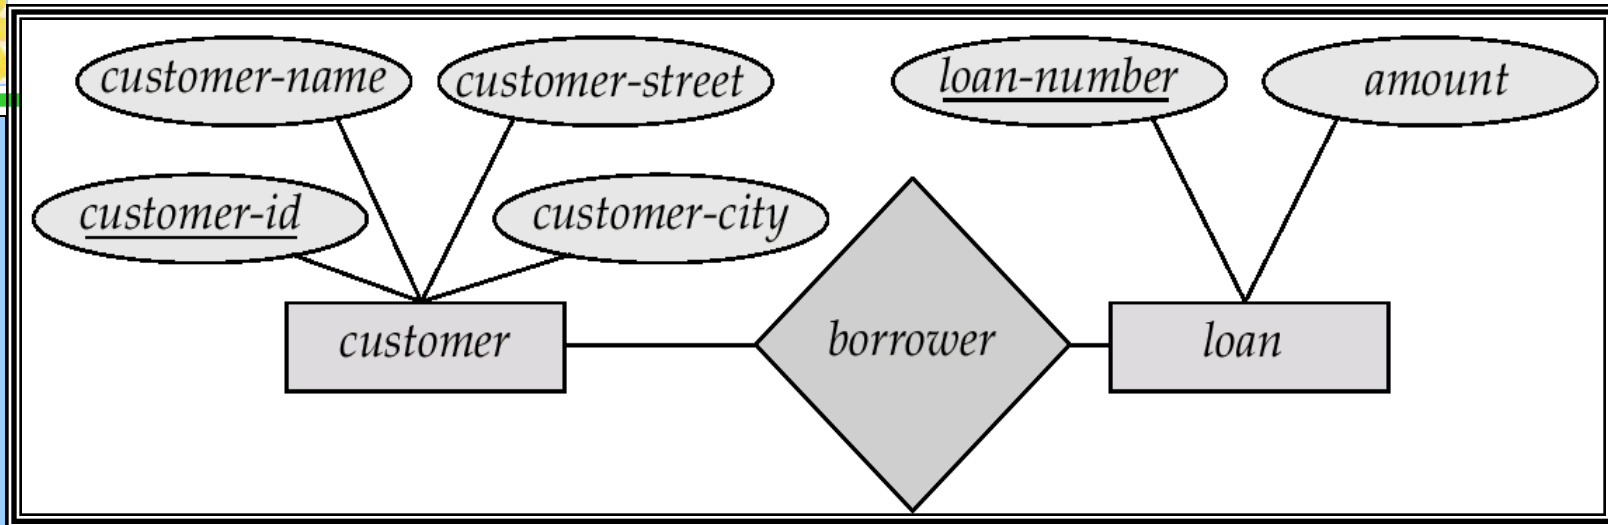 customer-name customer-street loan-number amount
customer-id customer-city
customer borrower loan